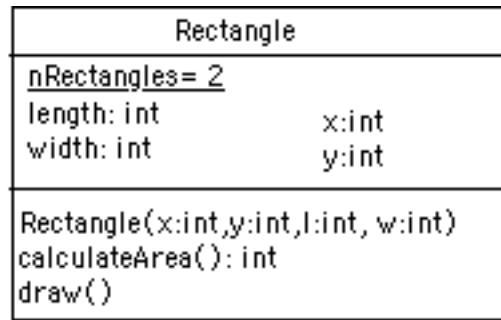 Rectangle
nRectangles= 2
length: int
width: int
x:int
y:int
Rectangle(x:int,y:int,l:int, w:int)
calculateArea(): int
draw()